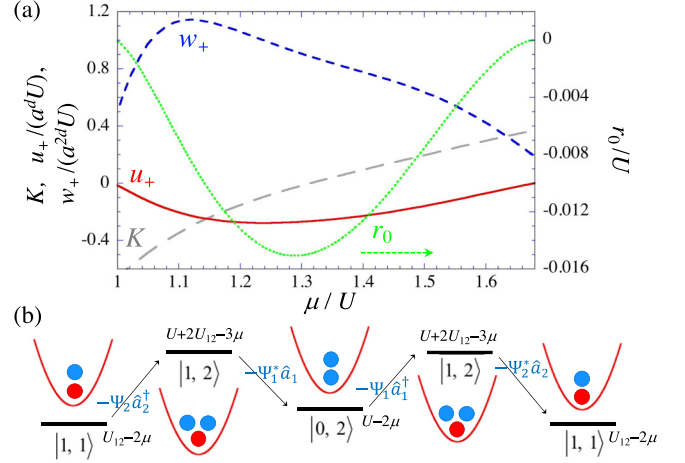 (a)
K, u₊/(aᵈU),
w₊/(a²ᵈU)
1.2
0.8
0.4
0
-0.4
w₊
u₊
K
r₀
0
-0.004
-0.008
-0.012
-0.016
r₀/U
1 1.1 1.2 1.3 1.4 1.5 1.6
μ / U
(b)
U+2U₁₂−3μ
|1, 2⟩
U+2U₁₂−3μ
|1, 2⟩
−Ψ₂â₂†
−Ψ₁*â₁
−Ψ₁â₁†
−Ψ₂*â₂
|1, 1⟩ U₁₂−2μ
|0, 2⟩ U−2μ
|1, 1⟩ U₁₂−2μ